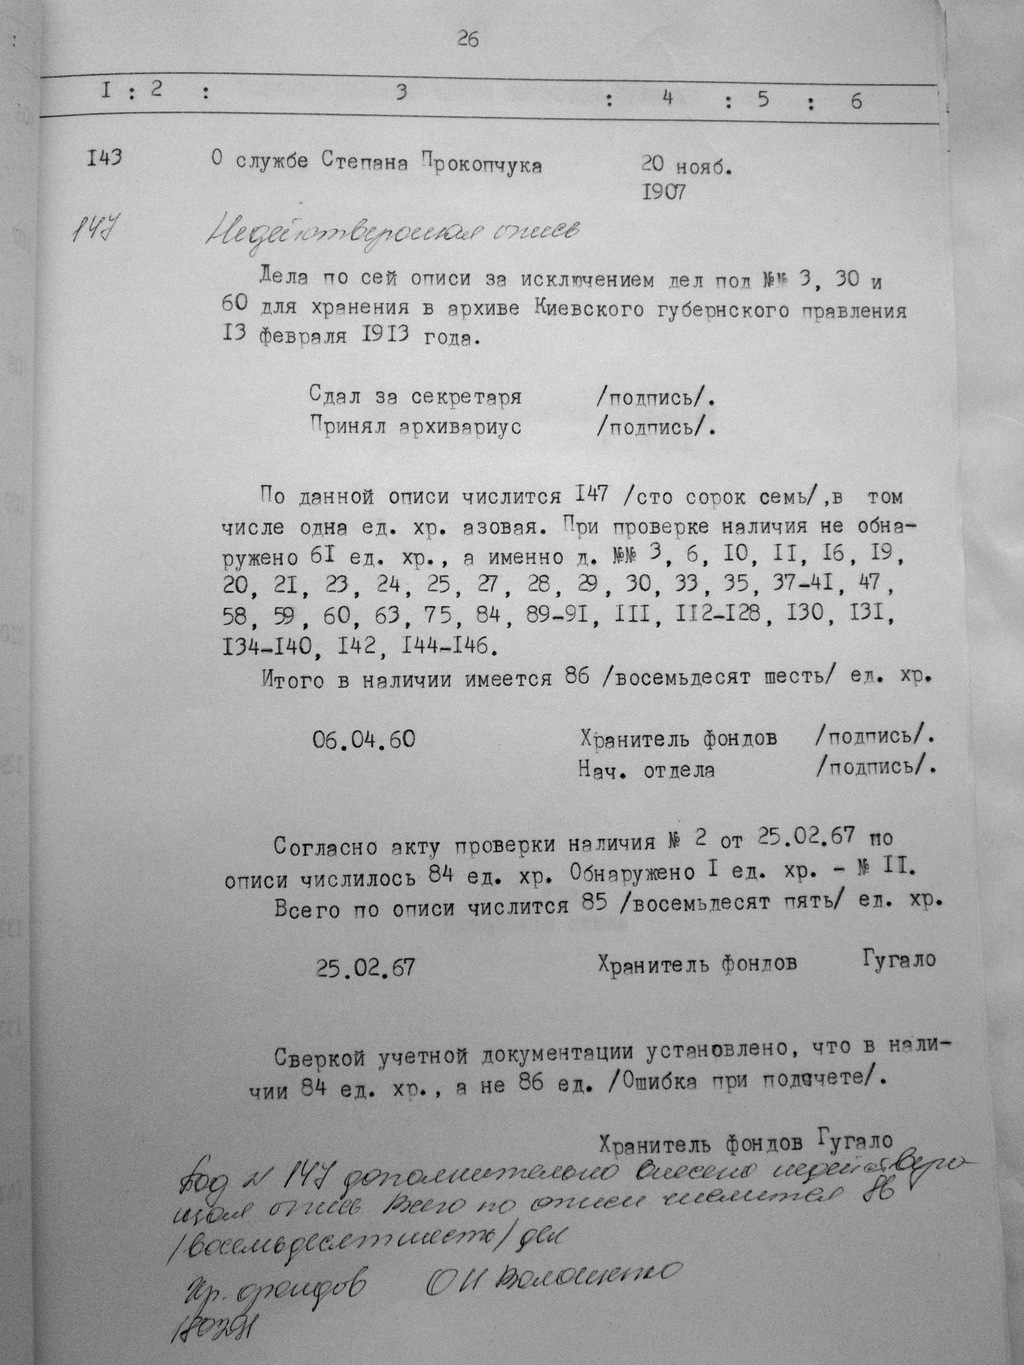 26
I : 2 : 3 : 4 : 5 : 6
I43 О службе Степана Прокопчука 20 нояб.
I907
147 Недействующая опись
Дела по сей описи за исключением дел под №№ 3, 30 и
60 для хранения в архиве Киевского губернского правления
I3 февраля I9I3 года.
Сдал за секретаря /подпись/.
Принял архивариус /подпись/.
По данной описи числится I47 /сто сорок семь/,в том
числе одна ед. хр. азовая. При проверке наличия не обна-
ружено 6I ед. хр., а именно д. №№ 3, 6, I0, II, I6, I9,
20, 2I, 23, 24, 25, 27, 28, 29, 30, 33, 35, 37-4I, 47,
58, 59, 60, 63, 75, 84, 89-9I, III, II2-I28, I30, I3I,
I34-I40, I42, I44-I46.
Итого в наличии имеется 86 /восемьдесят шесть/ ед. хр.
06.04.60 Хранитель фондов /подпись/.
Нач. отдела /подпись/.
Согласно акту проверки наличия № 2 от 25.02.67 по
описи числилось 84 ед. хр. Обнаружено I ед. хр. - № II.
Всего по описи числится 85 /восемьдесят пять/ ед. хр.
25.02.67 Хранитель фондов Гугало
Сверкой учетной документации установлено, что в нали-
чии 84 ед. хр., а не 86 ед. /Ошибка при подсчете/.
Хранитель фондов Гугало
Под N 147 дополнительно внесена недейству-
щая опись Всего по описи числится 86
/восемьдесят шесть/ дел
Хр. фондов